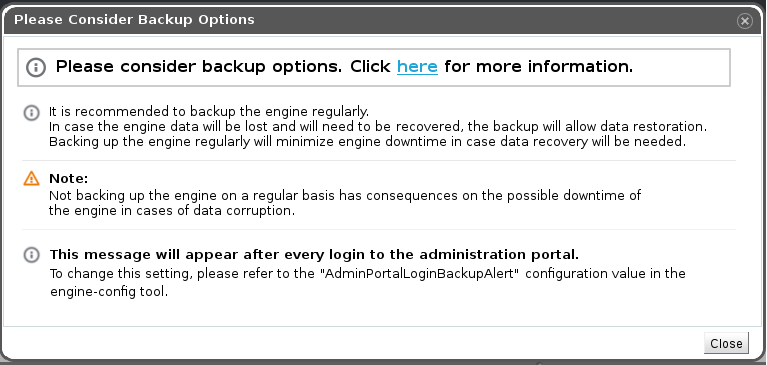 Please Consider Backup Options
Please consider backup options. Click here for more information.
It is recommended to backup the engine regularly.
In case the engine data will be lost and will need to be recovered, the backup will allow data restoration.
Backing up the engine regularly will minimize engine downtime in case data recovery will be needed.
Note:
Not backing up the engine on a regular basis has consequences on the possible downtime of
the engine in cases of data corruption.
This message will appear after every login to the administration portal.
To change this setting, please refer to the "AdminPortalLoginBackupAlert" configuration value in the
engine-config tool.
Close